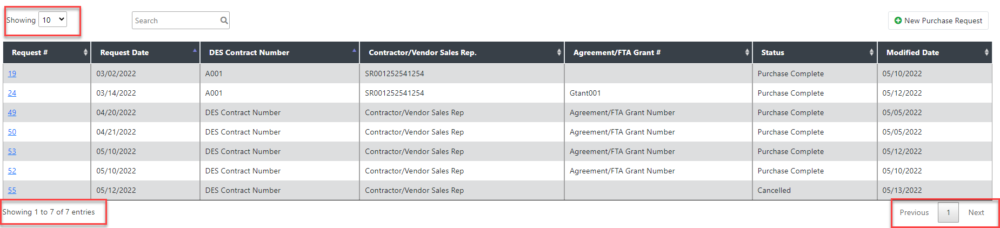 Showing 10 Search New Purchase Request
Request # Request Date DES Contract Number Contractor/Vendor Sales Rep. Agreement/FTA Grant # Status Modified Date
19 03/02/2022 A001 SR001252541254 Purchase Complete 05/10/2022
24 03/14/2022 A001 SR001252541254 Gtant001 Purchase Complete 05/12/2022
49 04/20/2022 DES Contract Number Contractor/Vendor Sales Rep Agreement/FTA Grant Number Purchase Complete 05/05/2022
50 04/21/2022 DES Contract Number Contractor/Vendor Sales Rep Agreement/FTA Grant Number Purchase Complete 05/05/2022
53 05/10/2022 DES Contract Number Contractor/Vendor Sales Rep Agreement/FTA Grant Number Purchase Complete 05/12/2022
52 05/10/2022 DES Contract Number Contractor/Vendor Sales Rep Agreement/FTA Grant Number Purchase Complete 05/10/2022
55 05/12/2022 DES Contract Number Contractor/Vendor Sales Rep Cancelled 05/13/2022
Showing 1 to 7 of 7 entries Previous 1 Next